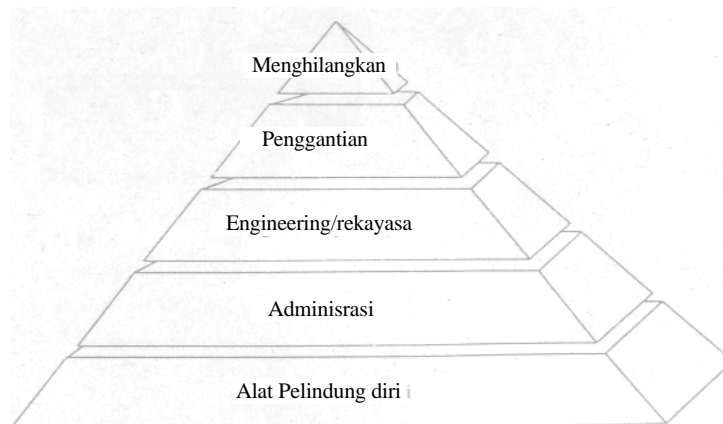 Menghilangkan
Penggantian
Engineering/rekayasa
Adminisrasi
Alat Pelindung diri